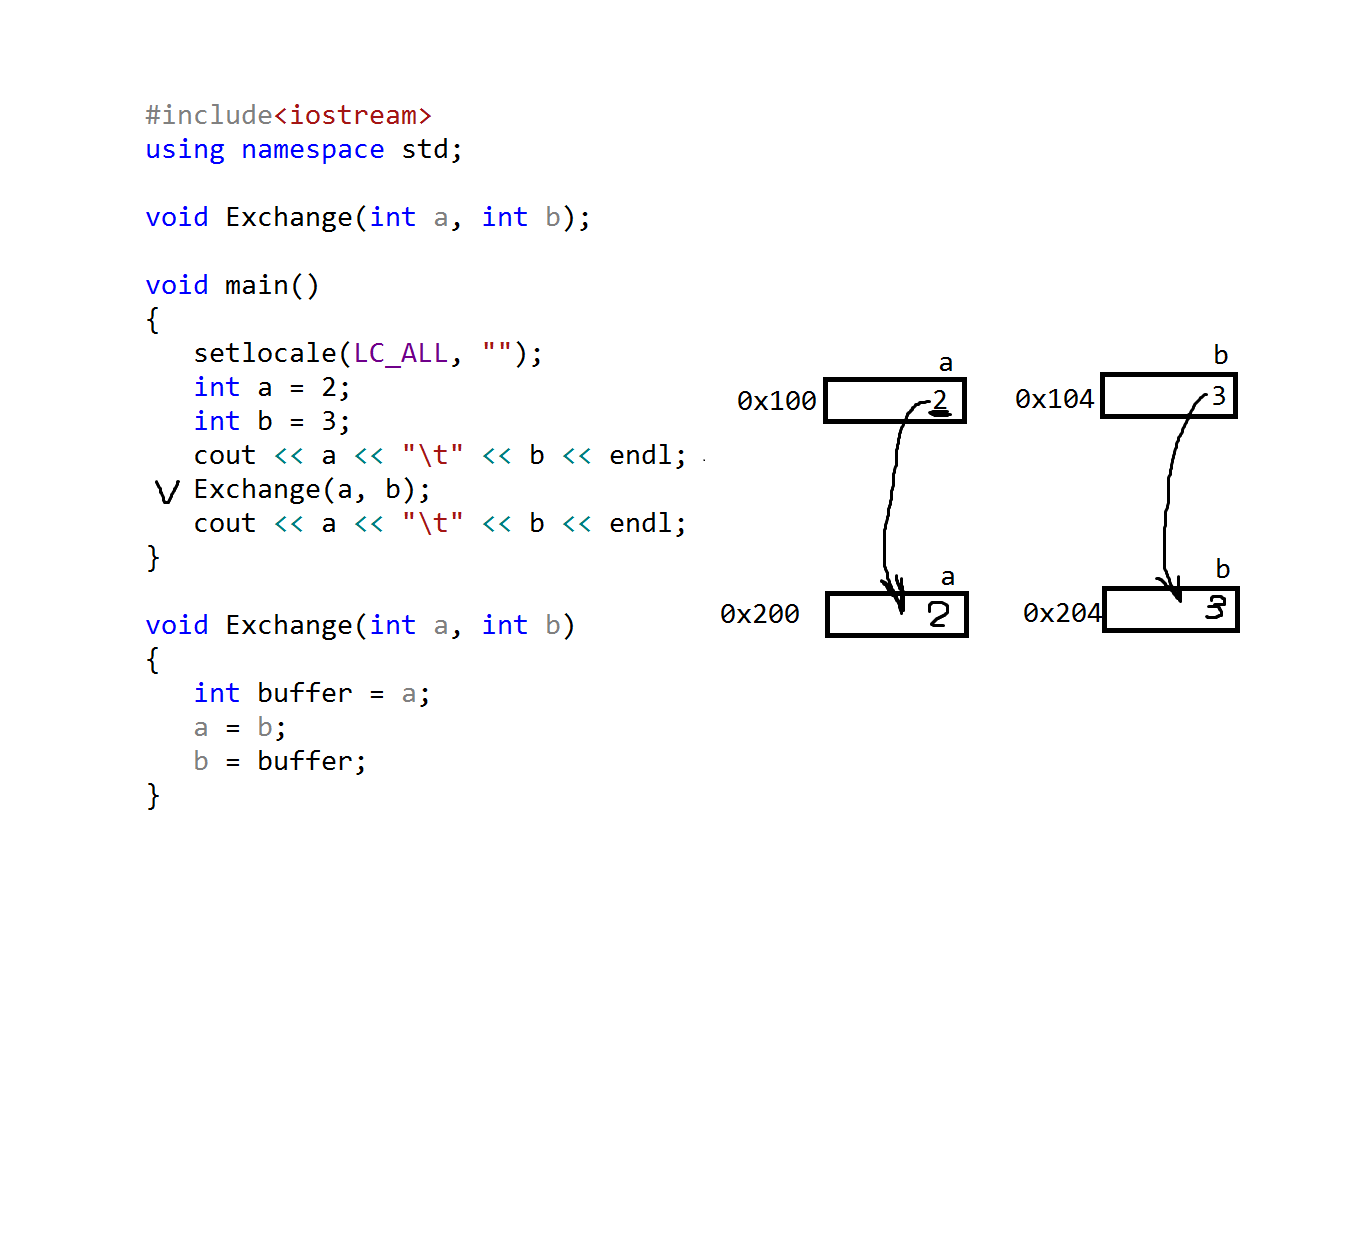 #include<iostream>
using namespace std;
void Exchange(int a, int b);
void main()
{
setlocale(LC_ALL, "");
int a = 2;
int b = 3;
cout << a << "\t" << b << endl;
V Exchange(a, b);
cout << a << "\t" << b << endl;
}
void Exchange(int a, int b)
{
int buffer = a;
a = b;
b = buffer;
}
a b
0x100 2 0x104 3
a b
0x200 2 0x204 3